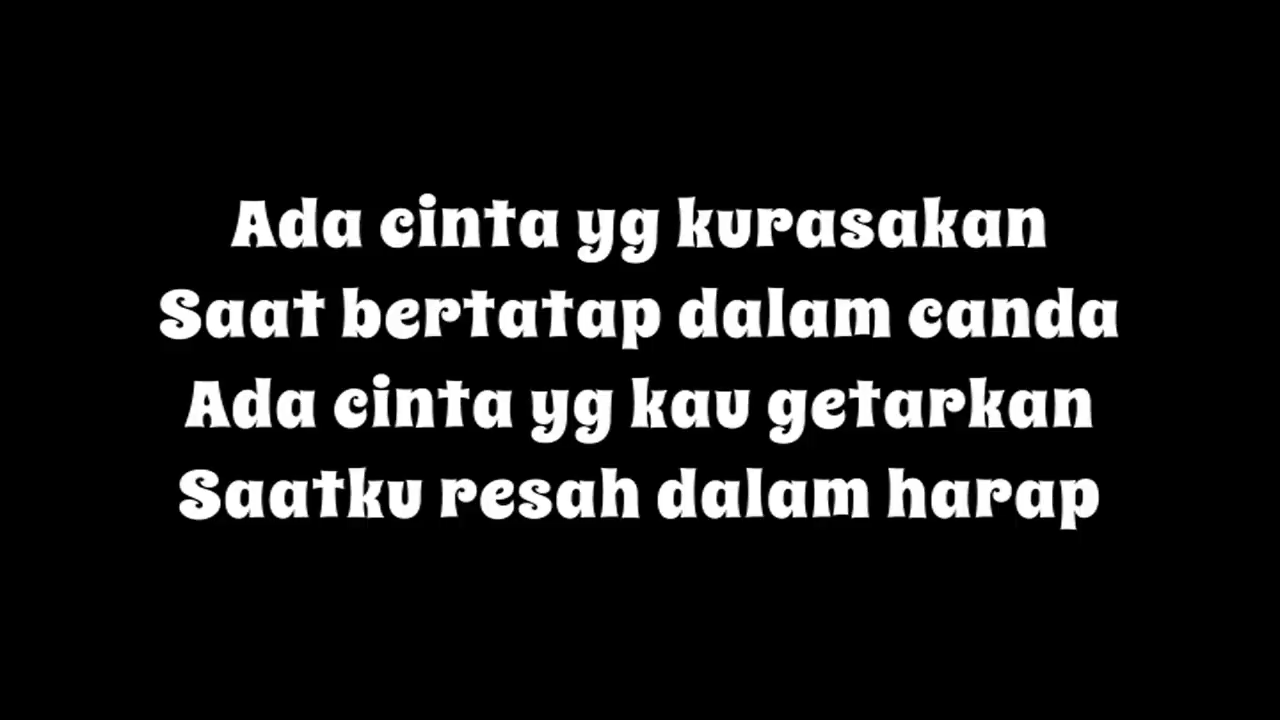 Ada cinta yg kurasakan
Saat bertatap dalam canda
Ada cinta yg kau getarkan
Saatku resah dalam harap